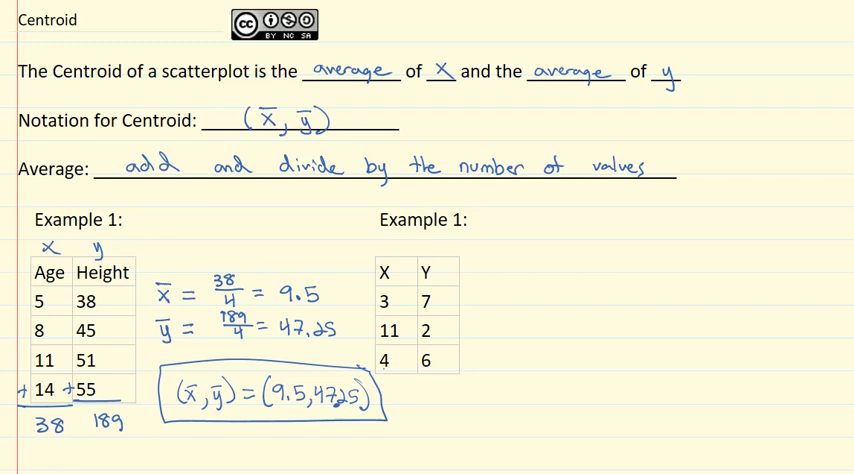 Centroid
cc BY NC SA
The Centroid of a scatterplot is the average of x and the average of y
Notation for Centroid: (x̅, y̅)
Average: add and divide by the number of values
Example 1:
x y
Age Height
5 38
8 45
11 51
+ 14 + 55
38 189
x̅ = 38/4 = 9.5
y̅ = 189/4 = 47.25
(x̅, y̅) = (9.5, 47.25)
Example 1:
X Y
3 7
11 2
4 6